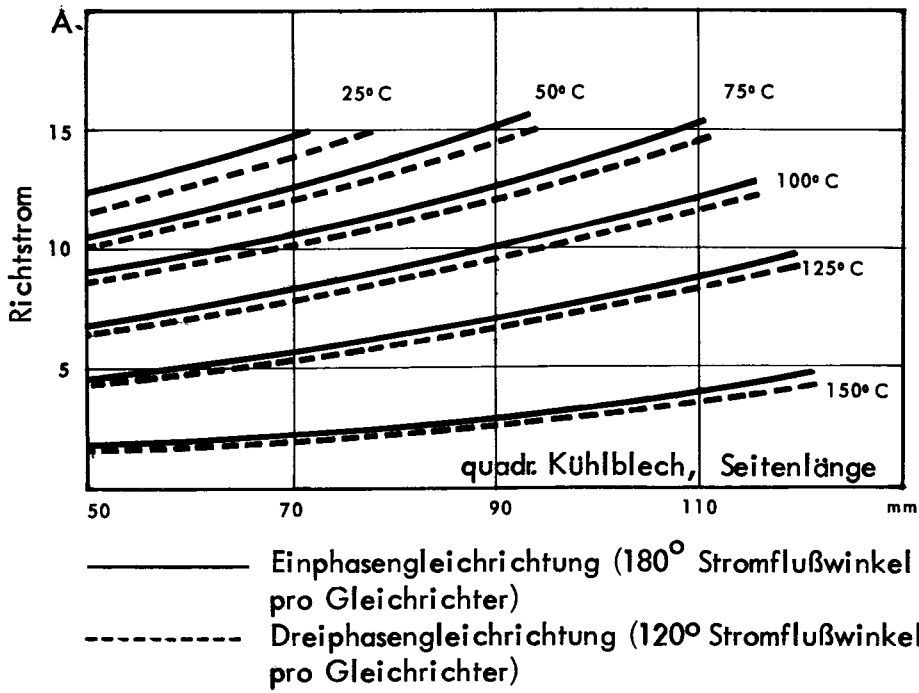 A
25° C
50° C
75° C
15
100° C
10
125° C
5
150° C
Richtstrom
quadr. Kühlblech, Seitenlänge
50 70 90 110 mm
Einphasengleichrichtung (180° Stromflußwinkel
pro Gleichrichter)
Dreiphasengleichrichtung (120° Stromflußwinkel
pro Gleichrichter)